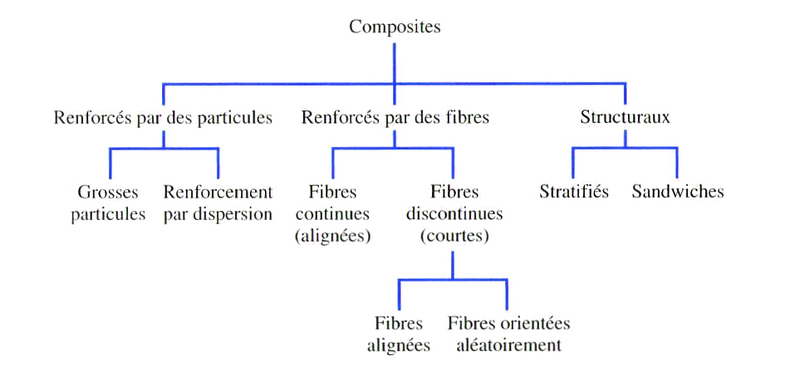 Composites
Renforcés par des particules
Renforcés par des fibres
Structuraux
Grosses
particules
Renforcement
par dispersion
Fibres
continues
(alignées)
Fibres
discontinues
(courtes)
Stratifiés
Sandwiches
Fibres
alignées
Fibres orientées
aléatoirement